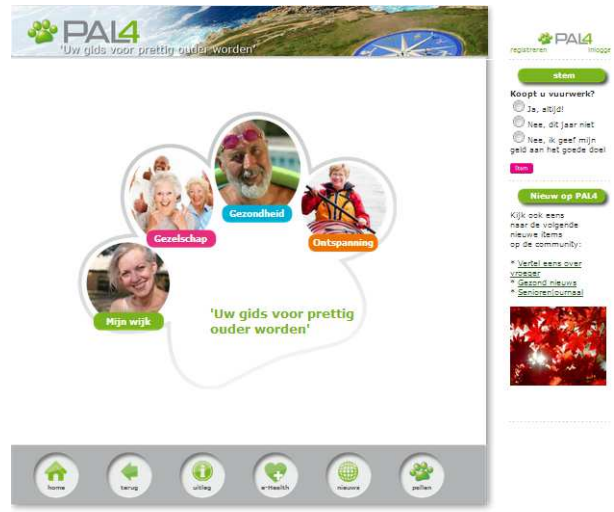 PAL4
'Uw gids voor prettig ouder worden'
Gezondheid
Gezelschap
Ontspanning
Mijn wijk
'Uw gids voor prettig
ouder worden'
home
terug
uitleg
e-Health
nieuws
pollen
PAL4
registreren
inlogge
stem
Koopt u vuurwerk?
Ja, altijd!
Nee, dit jaar niet
Nee, ik geef mijn
geld aan het goede doel
Stem
Nieuw op PAL4
Kijk ook eens
naar de volgende
nieuwe items
op de community:
* Vertel eens over
vroeger
* Gezond nieuws
* Seniorenjournaal